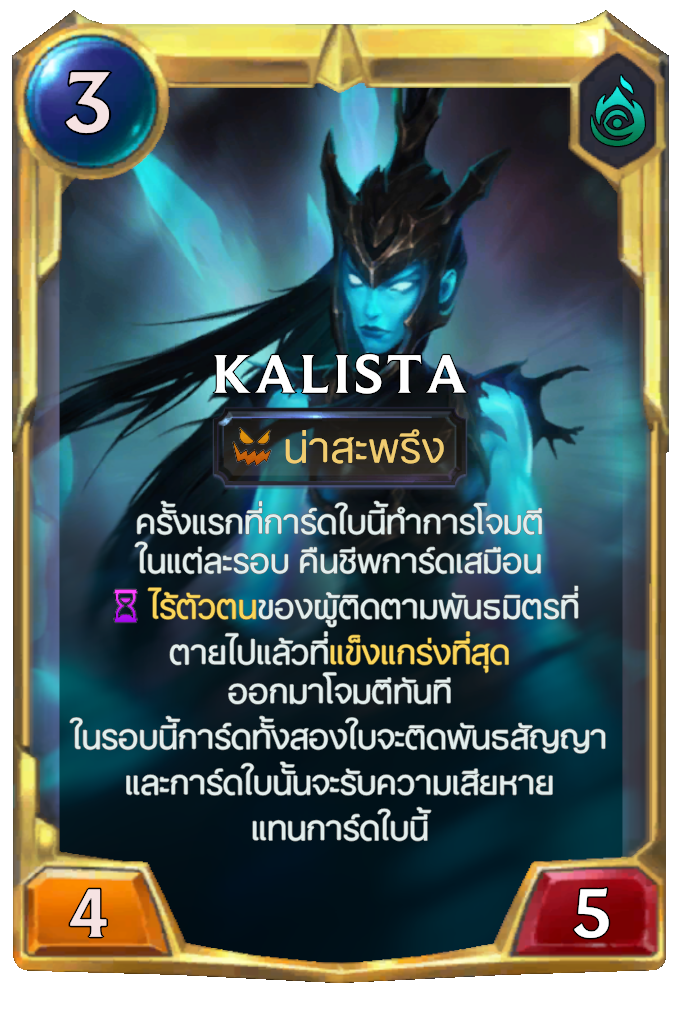 3
KALISTA
น่าสะพรึง
ครั้งแรกที่การ์ดใบนี้ทำการโจมตี
ในแต่ละรอบ คืนชีพการ์ดเสมือน
ไร้ตัวตนของผู้ติดตามพันธมิตรที่
ตายไปแล้วที่แข็งแกร่งที่สุด
ออกมาโจมตีทันที
ในรอบนี้การ์ดทั้งสองใบจะติดพันธสัญญา
และการ์ดใบนั้นจะรับความเสียหาย
แทนการ์ดใบนี้
4
5